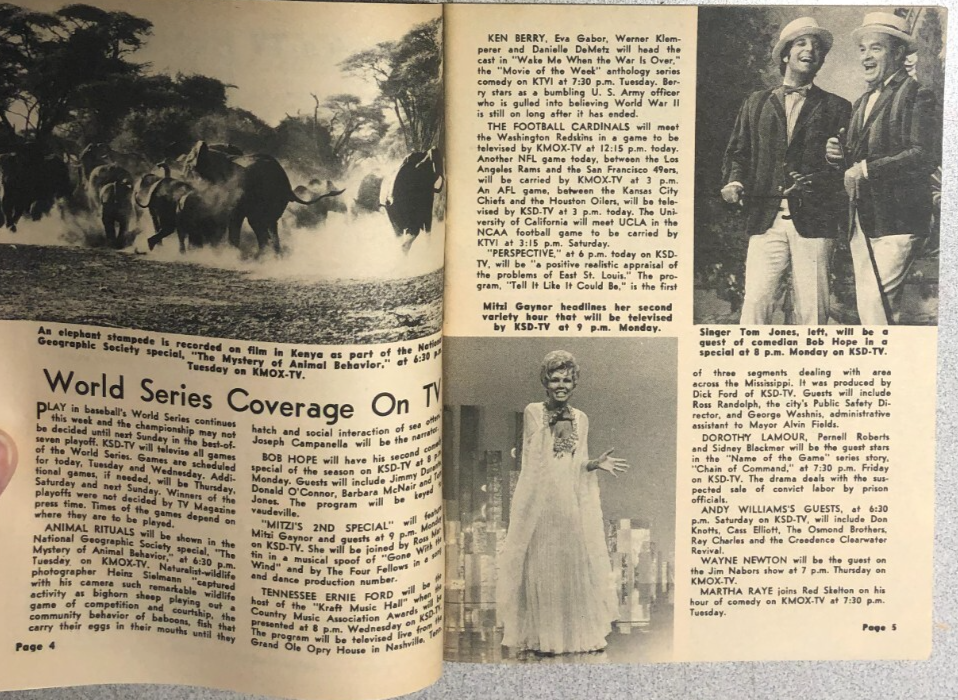 An elephant stampede is recorded on film in Kenya as part of the
Geographic Society special, "The Mystery of Animal Behavior," at 6:30
Tuesday on KMOX-TV.
World Series Coverage On TV
PLAY in baseball's World Series continues
this week and the championship may not
be decided until next Sunday in the best-of-
seven playoff. KSD-TV will televise all games
of the World Series. Games are scheduled
for today, Tuesday and Wednesday. Addi-
tional games, if needed, will be Thursday,
Saturday and next Sunday. Winners of the
playoffs were not decided by TV Magazine
press time. Times of the games depend on
where they are to be played.
ANIMAL RITUALS will be shown in the
National Geographic Society special, "The
Mystery of Animal Behavior," at 6:30 p.m.
Tuesday on KMOX-TV. Naturalist-wildlife
photographer Heinz Sielmann "captured
with his camera such remarkable wildlife
activity as bighorn sheep playing out a
game of competition and courtship, the
community behavior of baboons, fish that
carry their eggs in their mouths until they
Page 4
hatch and social interaction of sea
Joseph Campanella will be the
BOB HOPE will have his second
special of the season on KSD-TV at 8
Monday. Guests will include Jimmy
Donald O'Connor, Barbara McNair and
Jones. The program will be keyed
vaudeville.
"MITZI'S 2ND SPECIAL" will
Mitzi Gaynor and guests at 9 p.m.
on KSD-TV. She will be joined by Ross
tin in a musical spoof of "Gone With
Wind" and by The Four Fellows in a
and dance production number.
TENNESSEE ERNIE FORD will be
host of the "Kraft Music Hall" when
Country Music Association Awards will
presented at 8 p.m. Wednesday on KSD-
The program will be televised live from
Grand Ole Opry House in Nashville,
KEN BERRY, Eva Gabor, Werner Klem-
perer and Danielle DeMetz will head the
cast in "Wake Me When the War Is Over,"
the "Movie of the Week" anthology series
comedy on KTVI at 7:30 p.m. Tuesday. Ber-
ry stars as a bumbling U. S. Army officer
who is gulled into believing World War II
is still on long after it has ended.
THE FOOTBALL CARDINALS will meet
the Washington Redskins in a game to be
televised by KMOX-TV at 12:15 p.m. today.
Another NFL game today, between the Los
Angeles Rams and the San Francisco 49ers,
will be carried by KMOX-TV at 3 p.m.
An AFL game, between the Kansas City
Chiefs and the Houston Oilers, will be tele-
vised by KSD-TV at 3 p.m. today. The Uni-
versity of California will meet UCLA in the
NCAA football game to be carried by
KTVI at 3:15 p.m. Saturday.
"PERSPECTIVE," at 6 p.m. today on KSD-
TV, will be "a positive realistic appraisal of
the problems of East St. Louis." The pro-
gram, "Tell It Like It Could Be," is the first
Mitzi Gaynor headlines her second
variety hour that will be televised
by KSD-TV at 9 p.m. Monday.
Singer Tom Jones, left, will be a
guest of comedian Bob Hope in a
special at 8 p.m. Monday on KSD-TV.
of three segments dealing with area
across the Mississippi. It was produced by
Dick Ford of KSD-TV. Guests will include
Ross Randolph, the city's Public Safety Di-
rector, and George Washnis, administrative
assistant to Mayor Alvin Fields.
DOROTHY LAMOUR, Pernell Roberts
and Sidney Blackmer will be the guest stars
in the "Name of the Game" series story,
"Chain of Command," at 7:30 p.m. Friday
on KSD-TV. The drama deals with the sus-
pected sale of convict labor by prison
officials.
ANDY WILLIAMS'S GUESTS, at 6:30
p.m. Saturday on KSD-TV, will include Don
Knotts, Cass Elliott, The Osmond Brothers,
Ray Charles and the Creedence Clearwater
Revival.
WAYNE NEWTON will be the guest on
the Jim Nabors show at 7 p.m. Thursday on
KMOX-TV.
MARTHA RAYE joins Red Skelton on his
hour of comedy on KMOX-TV at 7:30 p.m.
Tuesday.
Page 5